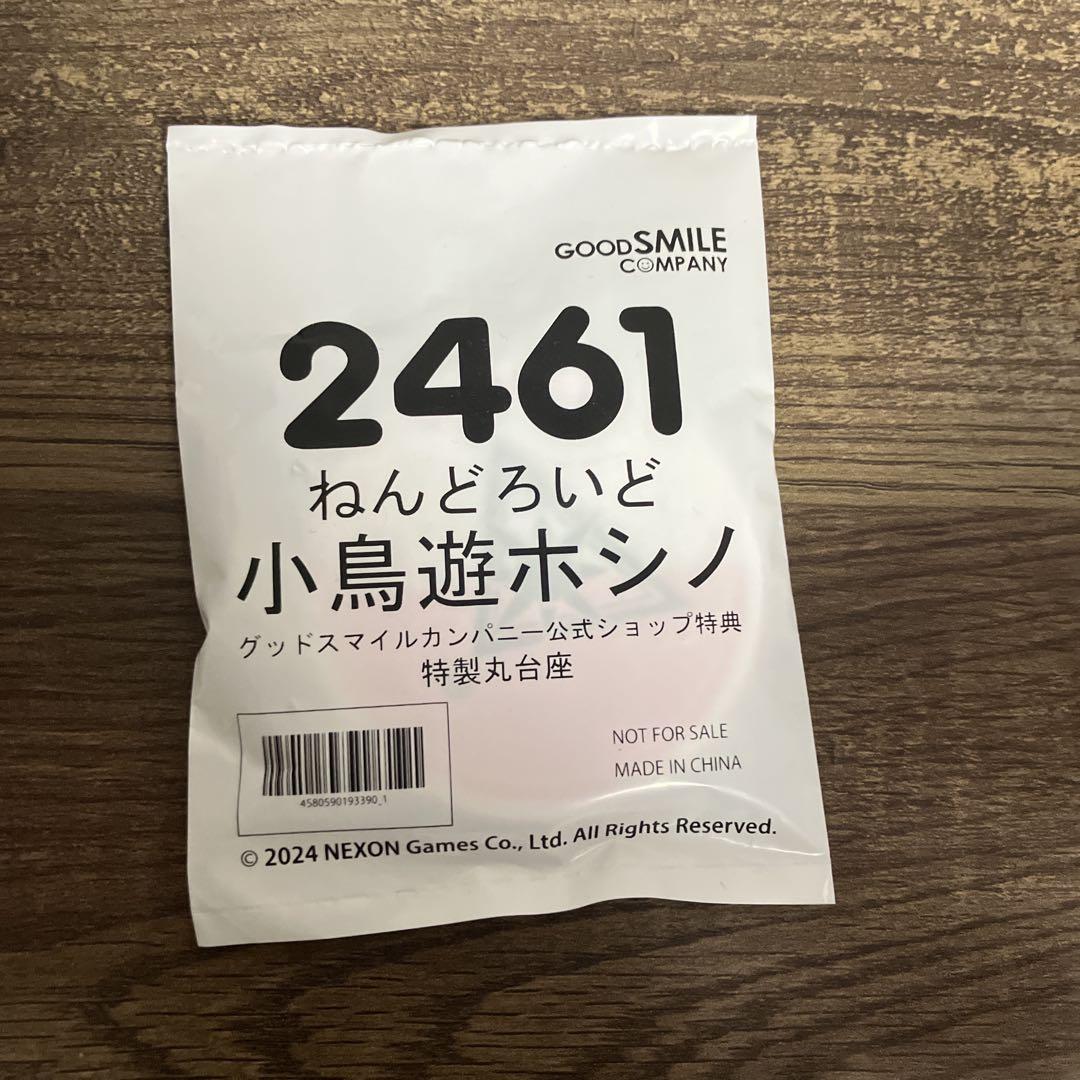 GOODSMILE
COMPANY
2461
ねんどろいど
小鳥遊ホシノ
グッドスマイルカンパニー公式ショップ特典
特製丸台座
NOT FOR SALE
MADE IN CHINA
4580590193390_1
© 2024 NEXON Games Co., Ltd. All Rights Reserved.